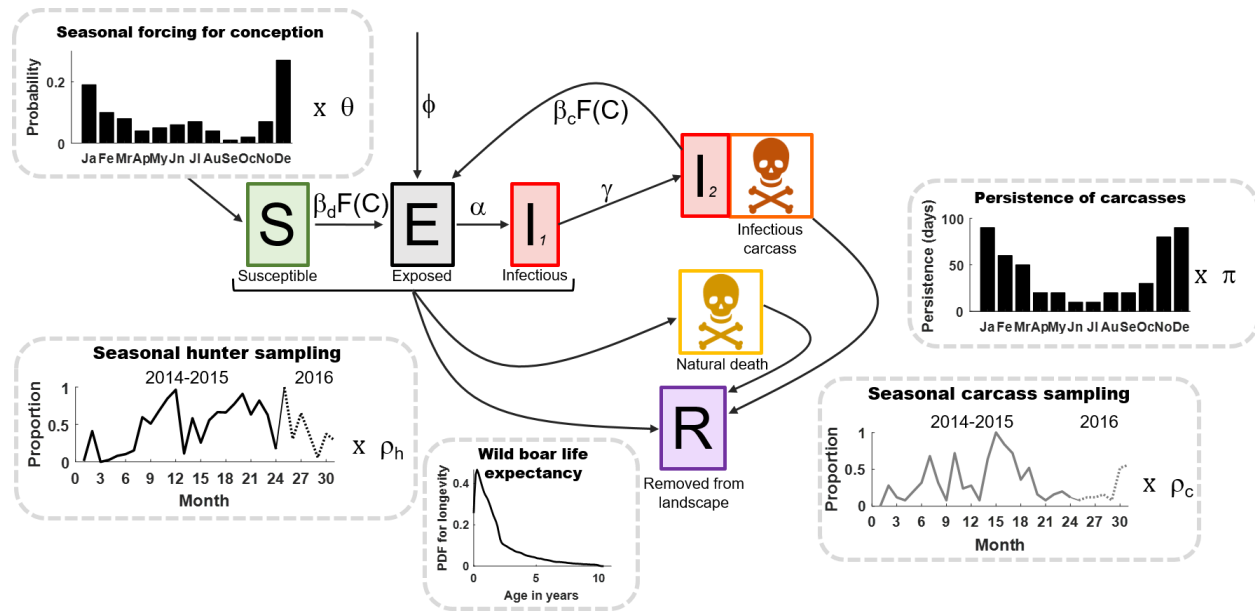 Seasonal forcing for conception
Probability
0.2
0
Ja Fe Mr Ap My Jn Jl Au Se Oc No De
x θ
ϕ
β_cF(C)
S
β_dF(C)
E
α
I_1
γ
I_2
Susceptible
Exposed
Infectious
Infectious
carcass
Natural death
R
Removed from
landscape
Persistence of carcasses
Persistence (days)
100
50
0
Ja Fe Mr Ap My Jn Jl Au Se Oc No De
x π
Seasonal hunter sampling
2014-2015 2016
Proportion
1
0.5
0
0 3 6 9 12 15 18 21 24 27 30
Month
x ρ_h
Wild boar life
expectancy
PDF for longevity
0.4
0.2
0
0 5 10
Age in years
Seasonal carcass sampling
2014-2015 2016
Proportion
1
0.5
0
0 3 6 9 12 15 18 21 24 27 30
Month
x ρ_c